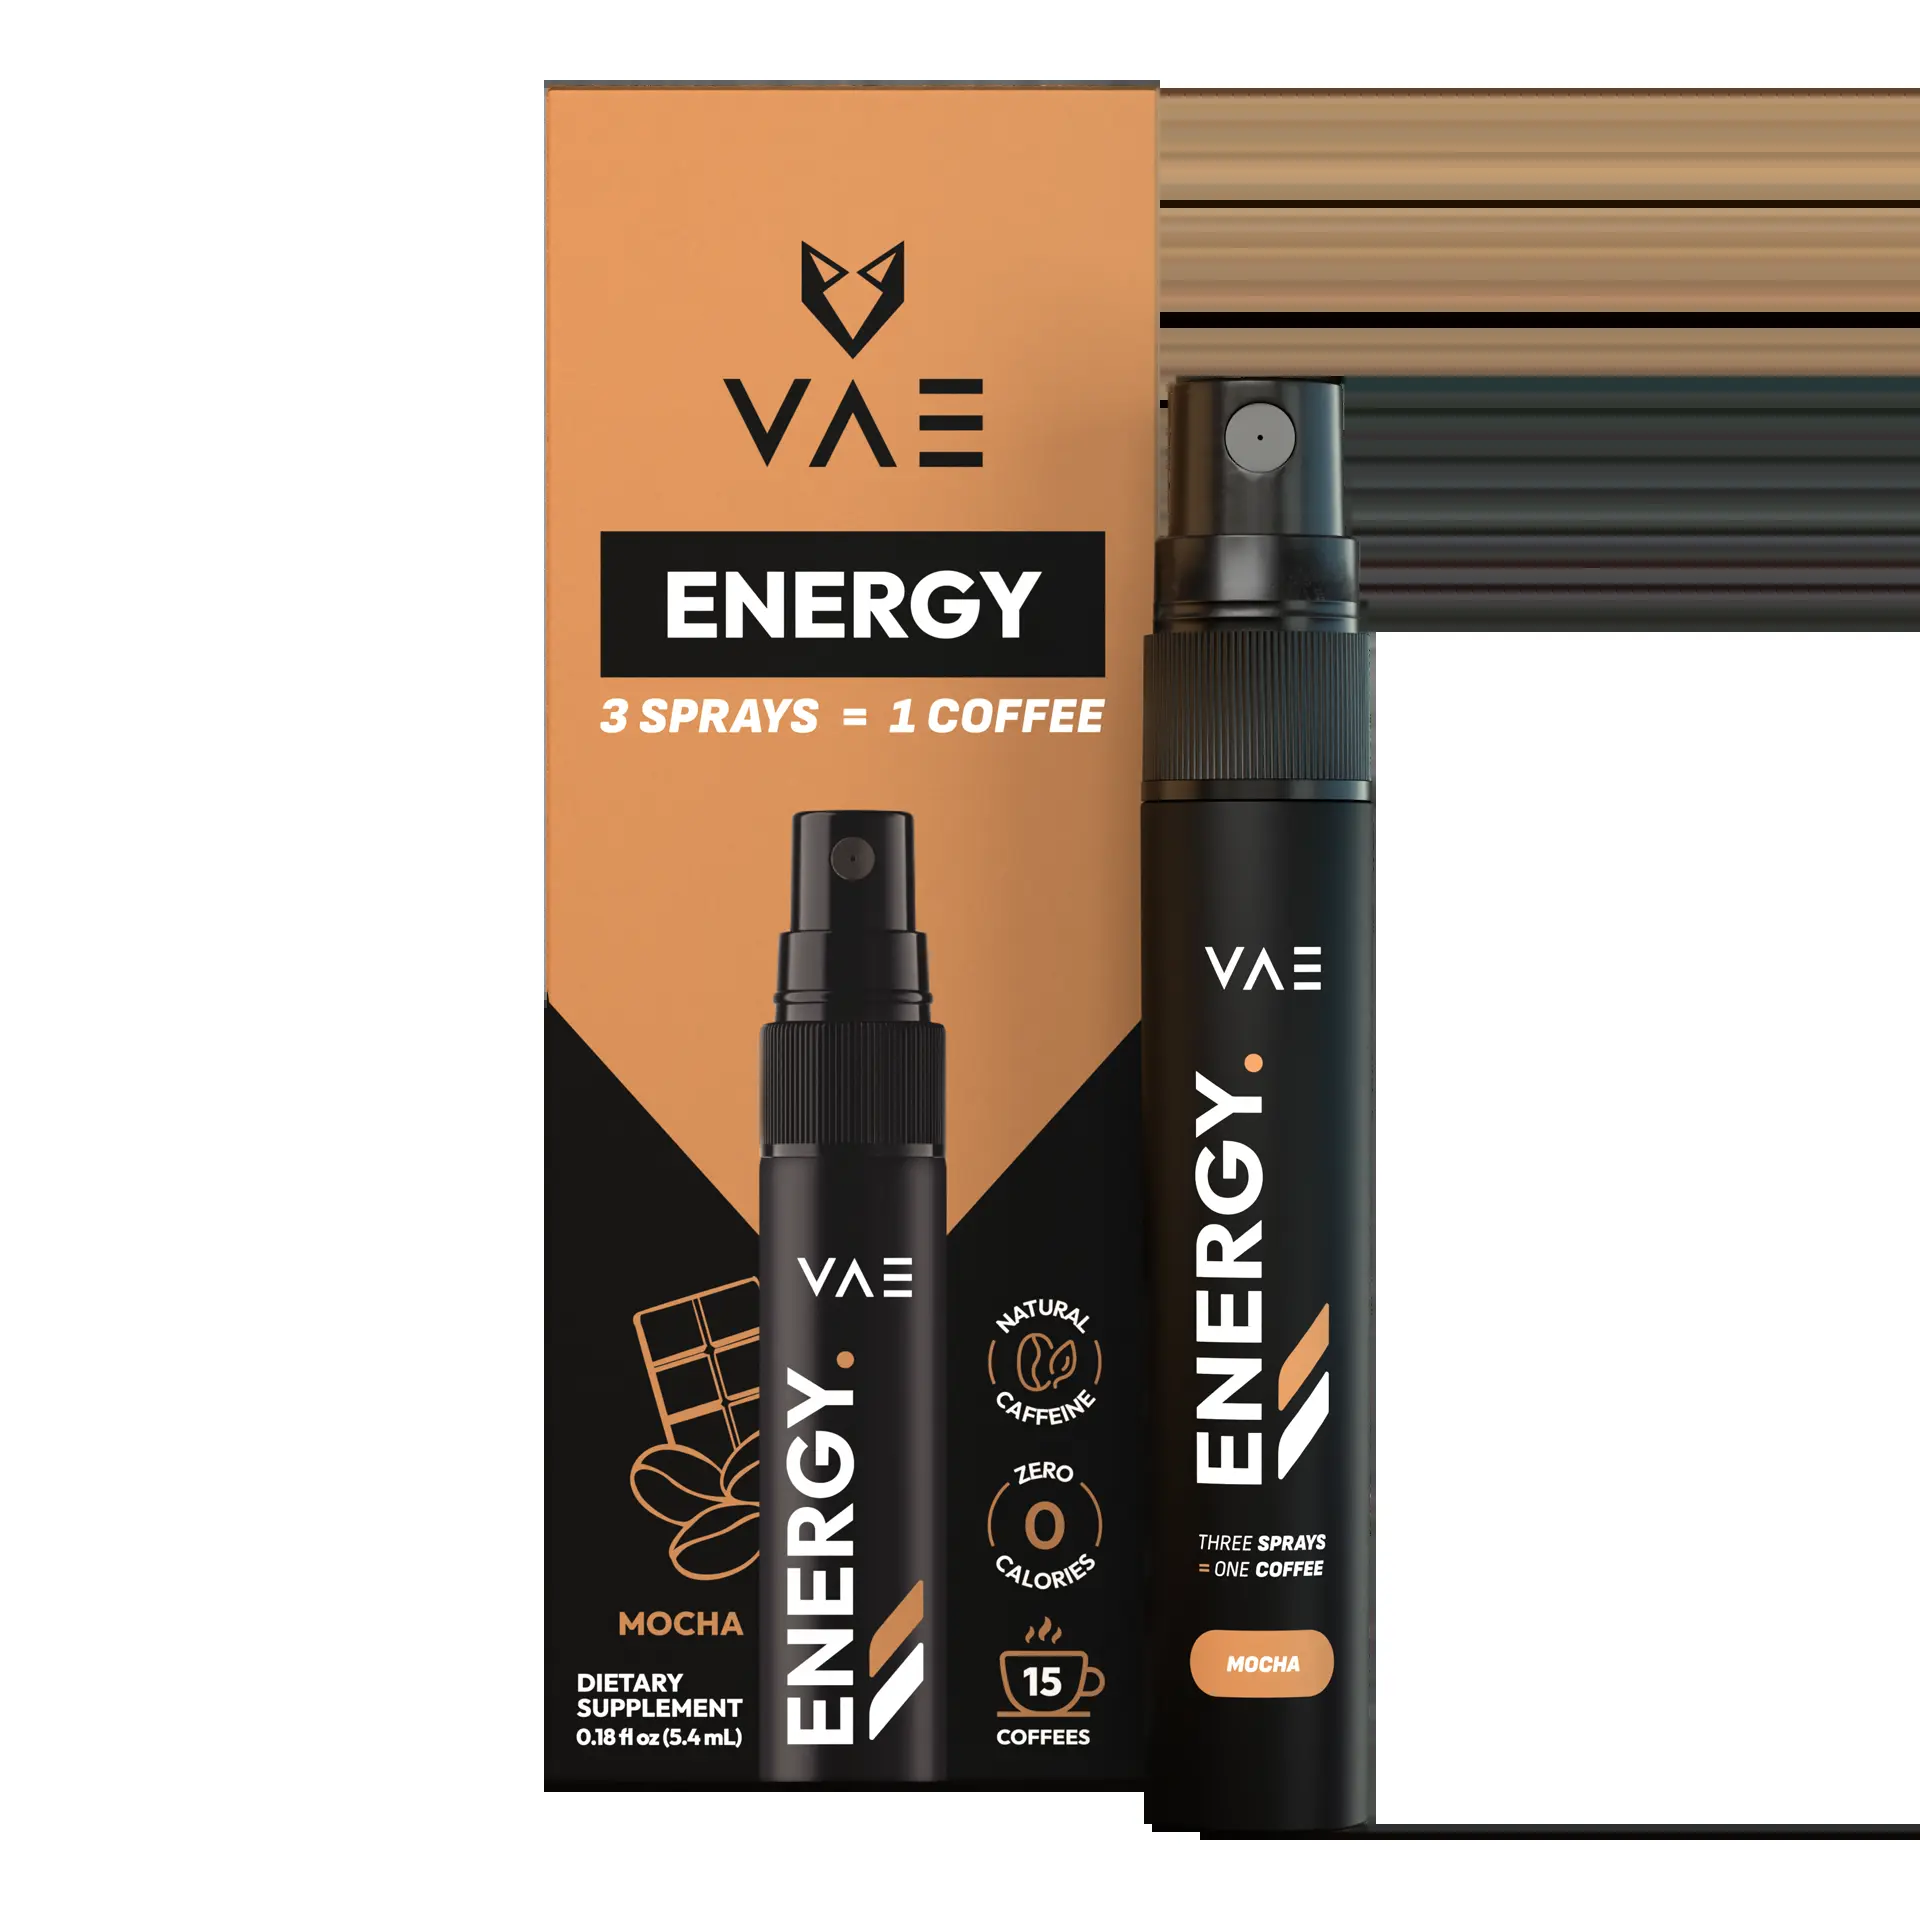 VAE
ENERGY
3 SPRAYS = 1 COFFEE
VAE
ENERGY.
MOCHA
DIETARY
SUPPLEMENT
0.18 fl oz (5.4 mL)
NATURAL
CAFFEINE
ZERO
0
CALORIES
15
COFFEES
VAE
ENERGY.
THREE SPRAYS
= ONE COFFEE
MOCHA